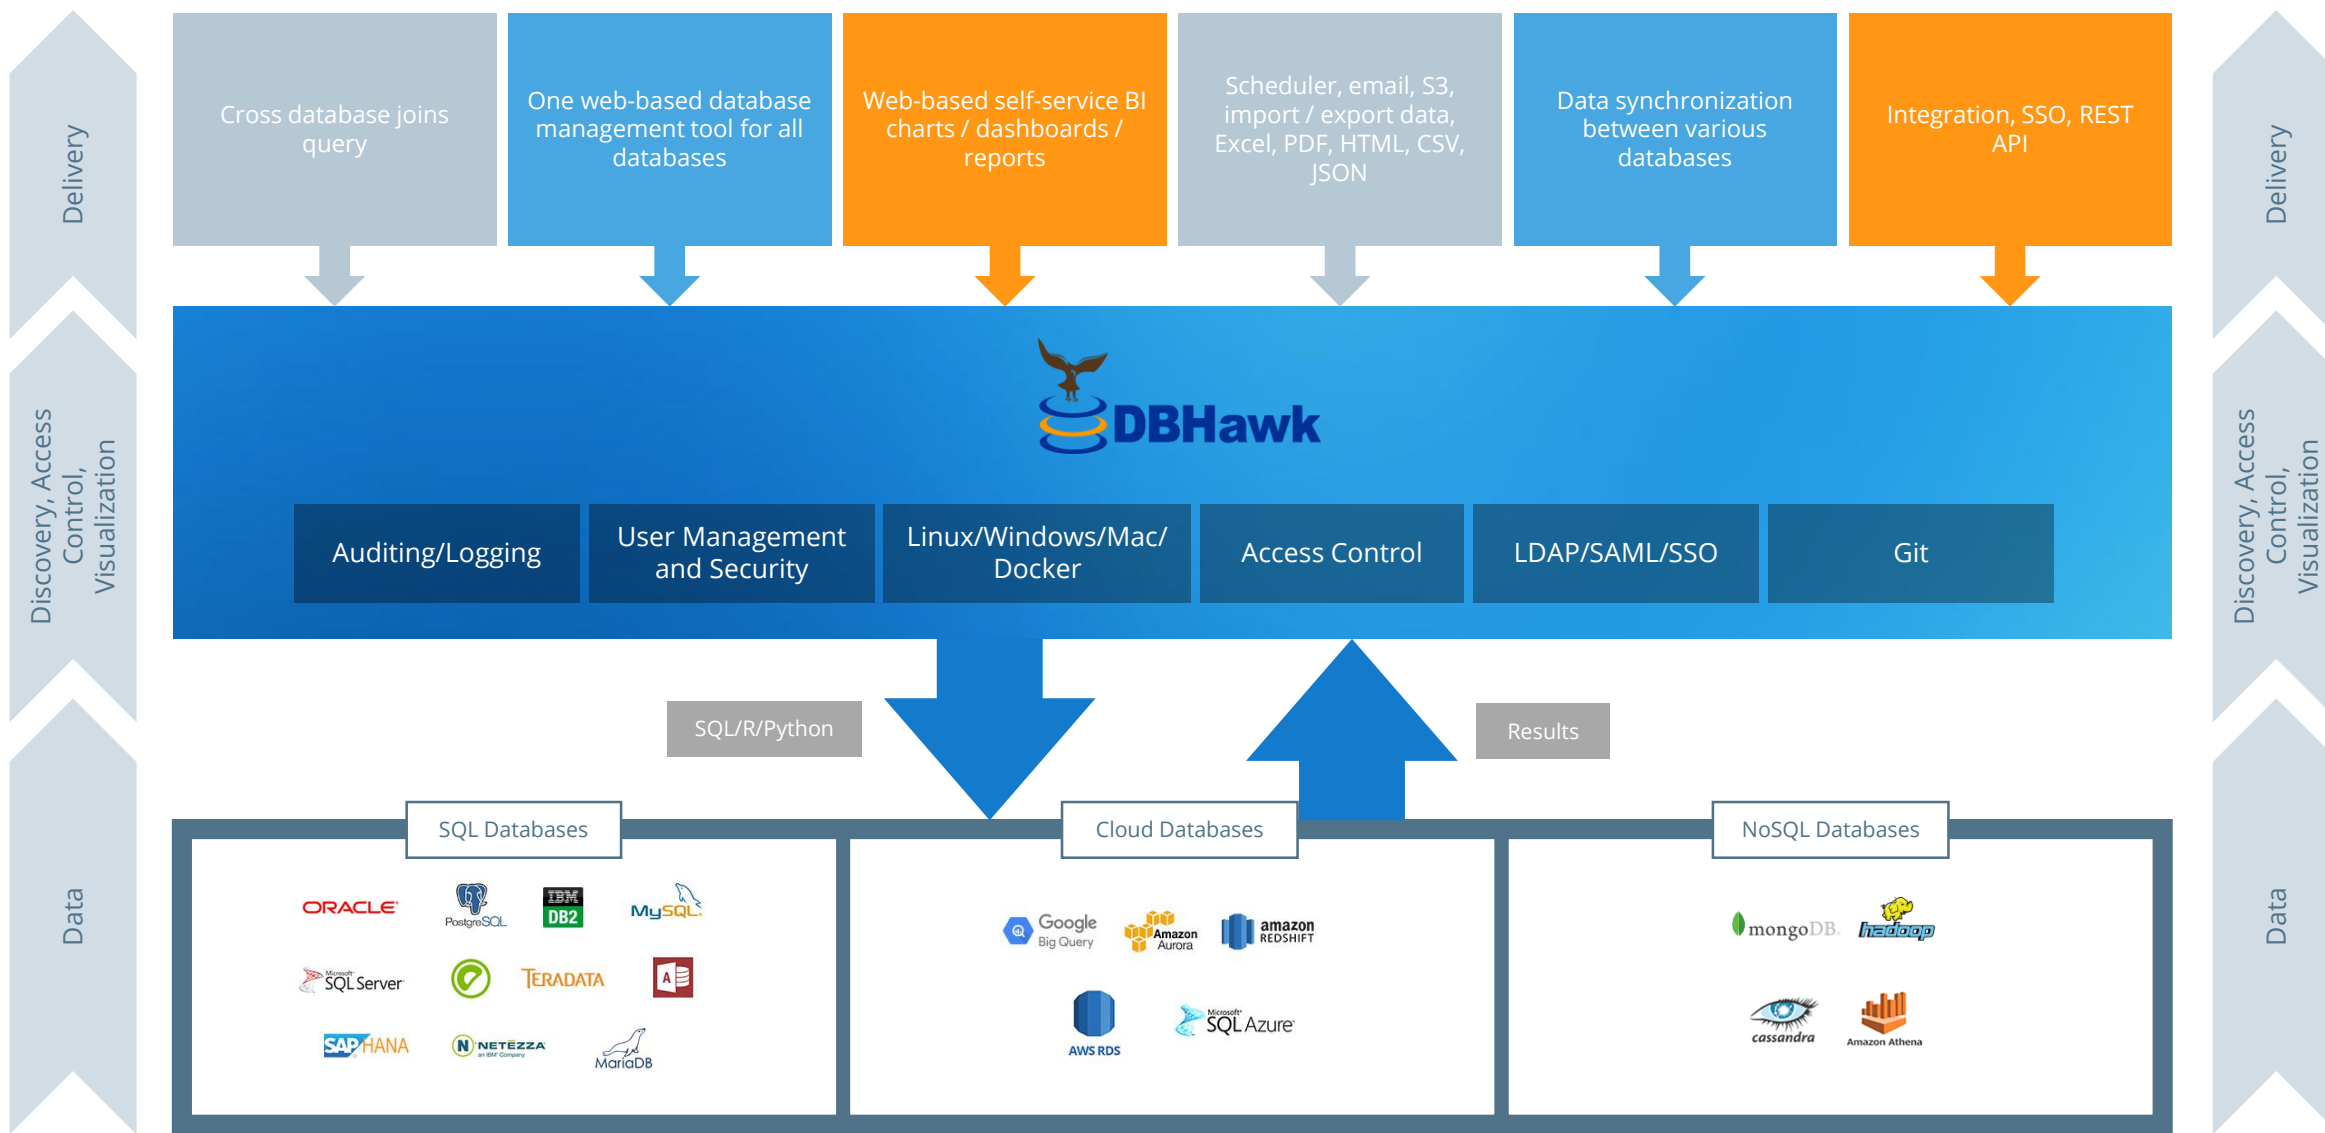 Delivery
Cross database joins
query
One web-based database
management tool for all
databases
Web-based self-service BI
charts / dashboards /
reports
Scheduler, email, S3,
import / export data,
Excel, PDF, HTML, CSV,
JSON
Data synchronization
between various
databases
Integration, SSO, REST
API
Delivery
Discovery, Access
Control,
Visualization
DBHawk
Auditing/Logging
User Management
and Security
Linux/Windows/Mac/
Docker
Access Control
LDAP/SAML/SSO
Git
Discovery, Access
Control,
Visualization
SQL/R/Python
Results
Data
SQL Databases
ORACLE
PostgreSQL
IBM
DB2
MySQL
Microsoft
SQL Server
TERADATA
A
SAP HANA
N NETEZZA
an IBM Company
MariaDB
Cloud Databases
Google
Big Query
Amazon
Aurora
amazon
REDSHIFT
AWS RDS
Microsoft
SQL Azure
NoSQL Databases
mongoDB
hadoop
cassandra
Amazon Athena
Data